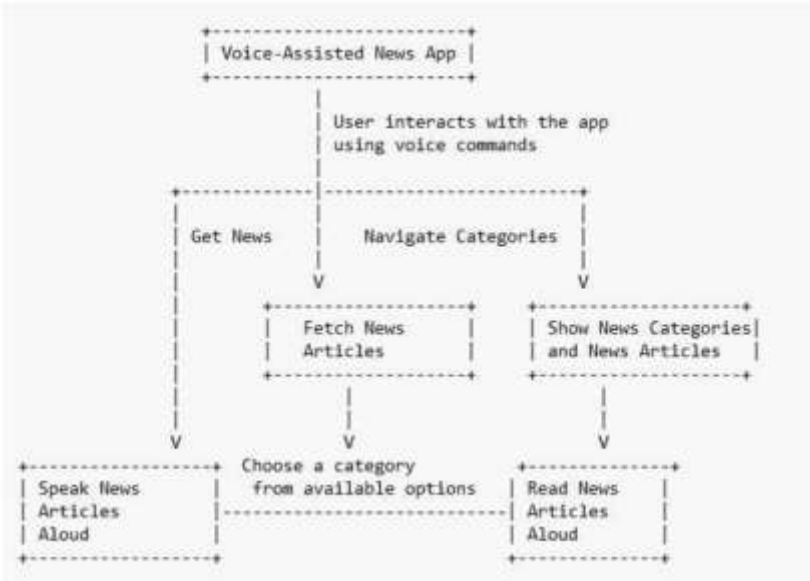 Voice-Assisted News App
User interacts with the app
using voice commands
Get News
Navigate Categories
V
V
Fetch News
Articles
Show News Categories
and News Articles
V
V
V
Choose a category
from available options
Speak News
Articles
Aloud
Read News
Articles
Aloud